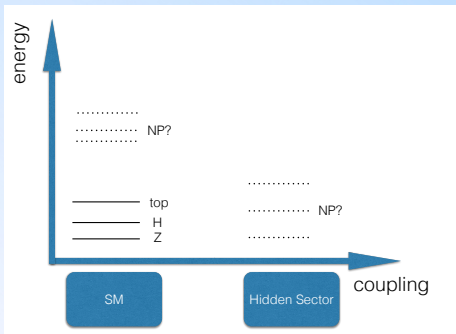 energy
NP?
top
H
Z
NP?
coupling
SM
Hidden Sector